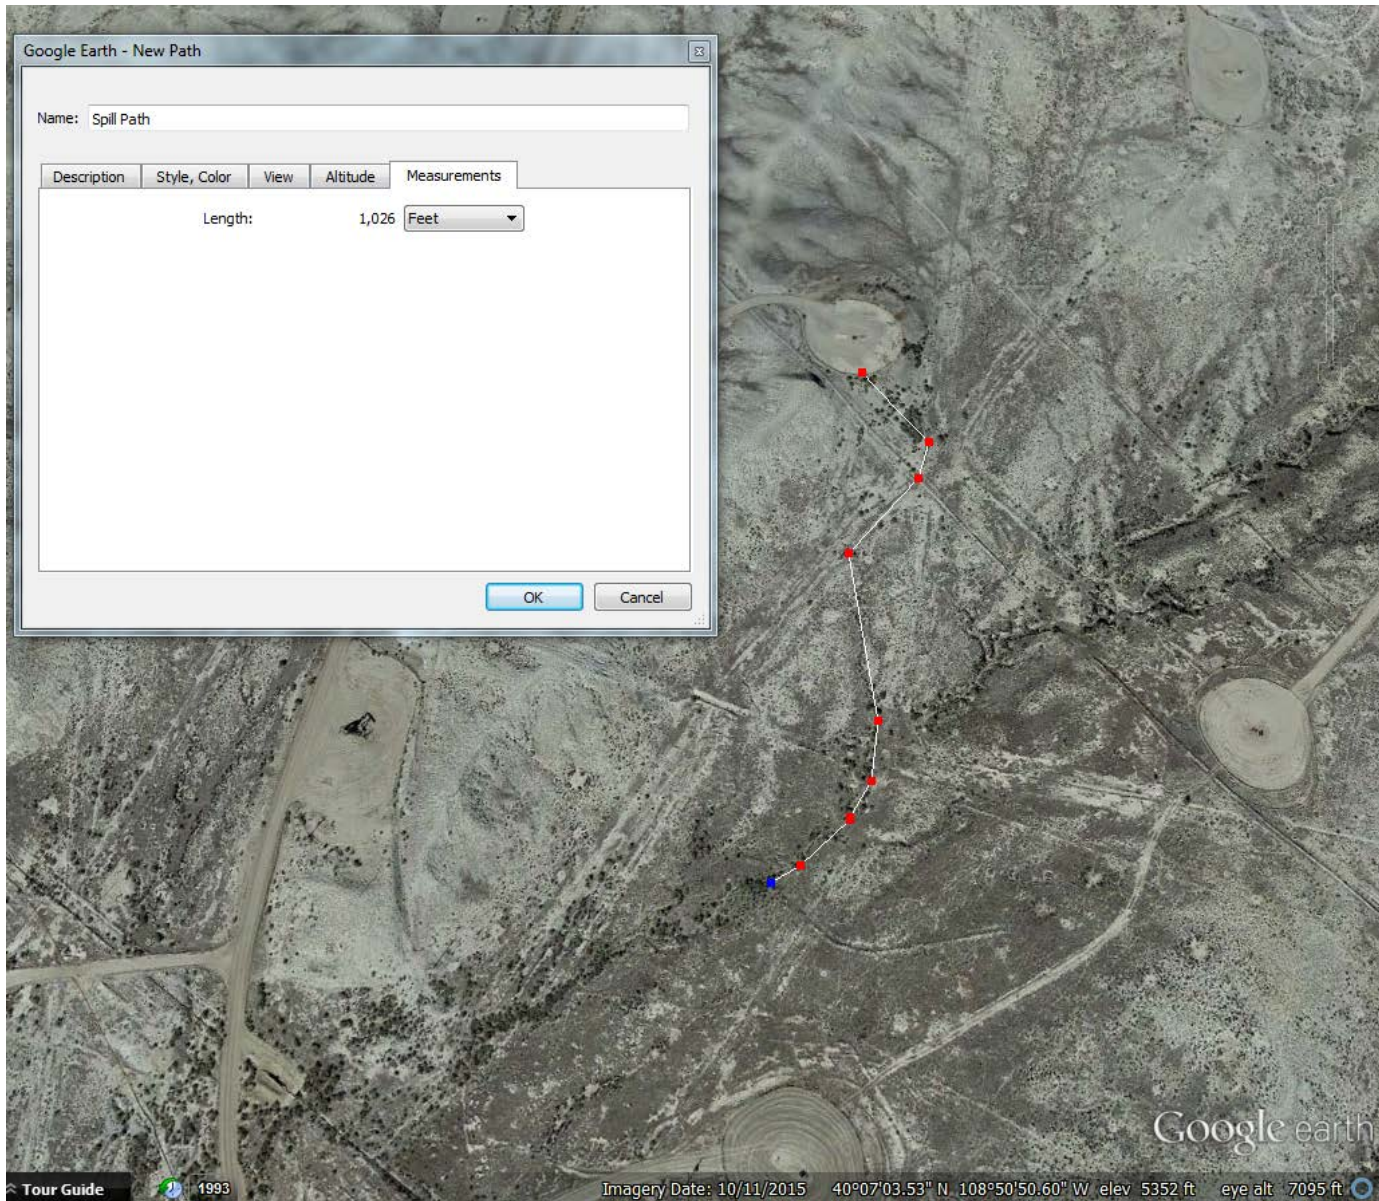 Google Earth - New Path
Name: Spill Path
Description Style, Color View Altitude Measurements
Length: 1,026 Feet
OK Cancel
Google earth
Tour Guide 1993 Imagery Date: 10/11/2015 40°07'03.53" N 108°50'50.60" W elev 5352 ft eye alt 7095 ft